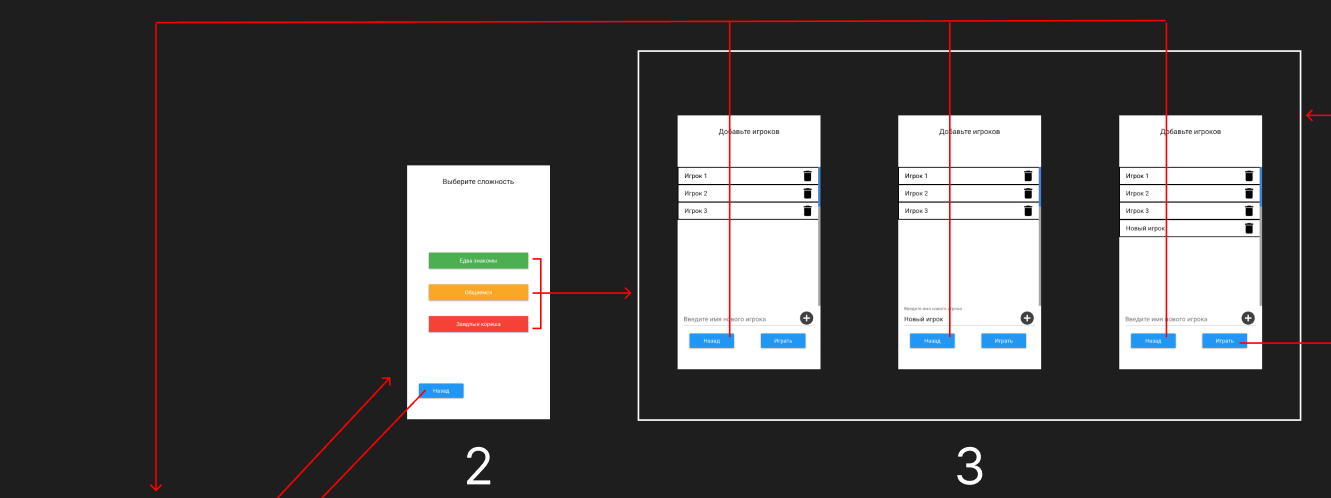 Выберите сложность
Едва знакомы
Общаемся
Заядлые кореша
Назад
2
Добавьте игроков
Игрок 1
Игрок 2
Игрок 3
Введите имя нового игрока
Назад
Играть
Добавьте игроков
Игрок 1
Игрок 2
Игрок 3
Введите имя нового игрока
Новый игрок
Назад
Играть
Добавьте игроков
Игрок 1
Игрок 2
Игрок 3
Новый игрок
Введите имя нового игрока
Назад
Играть
3